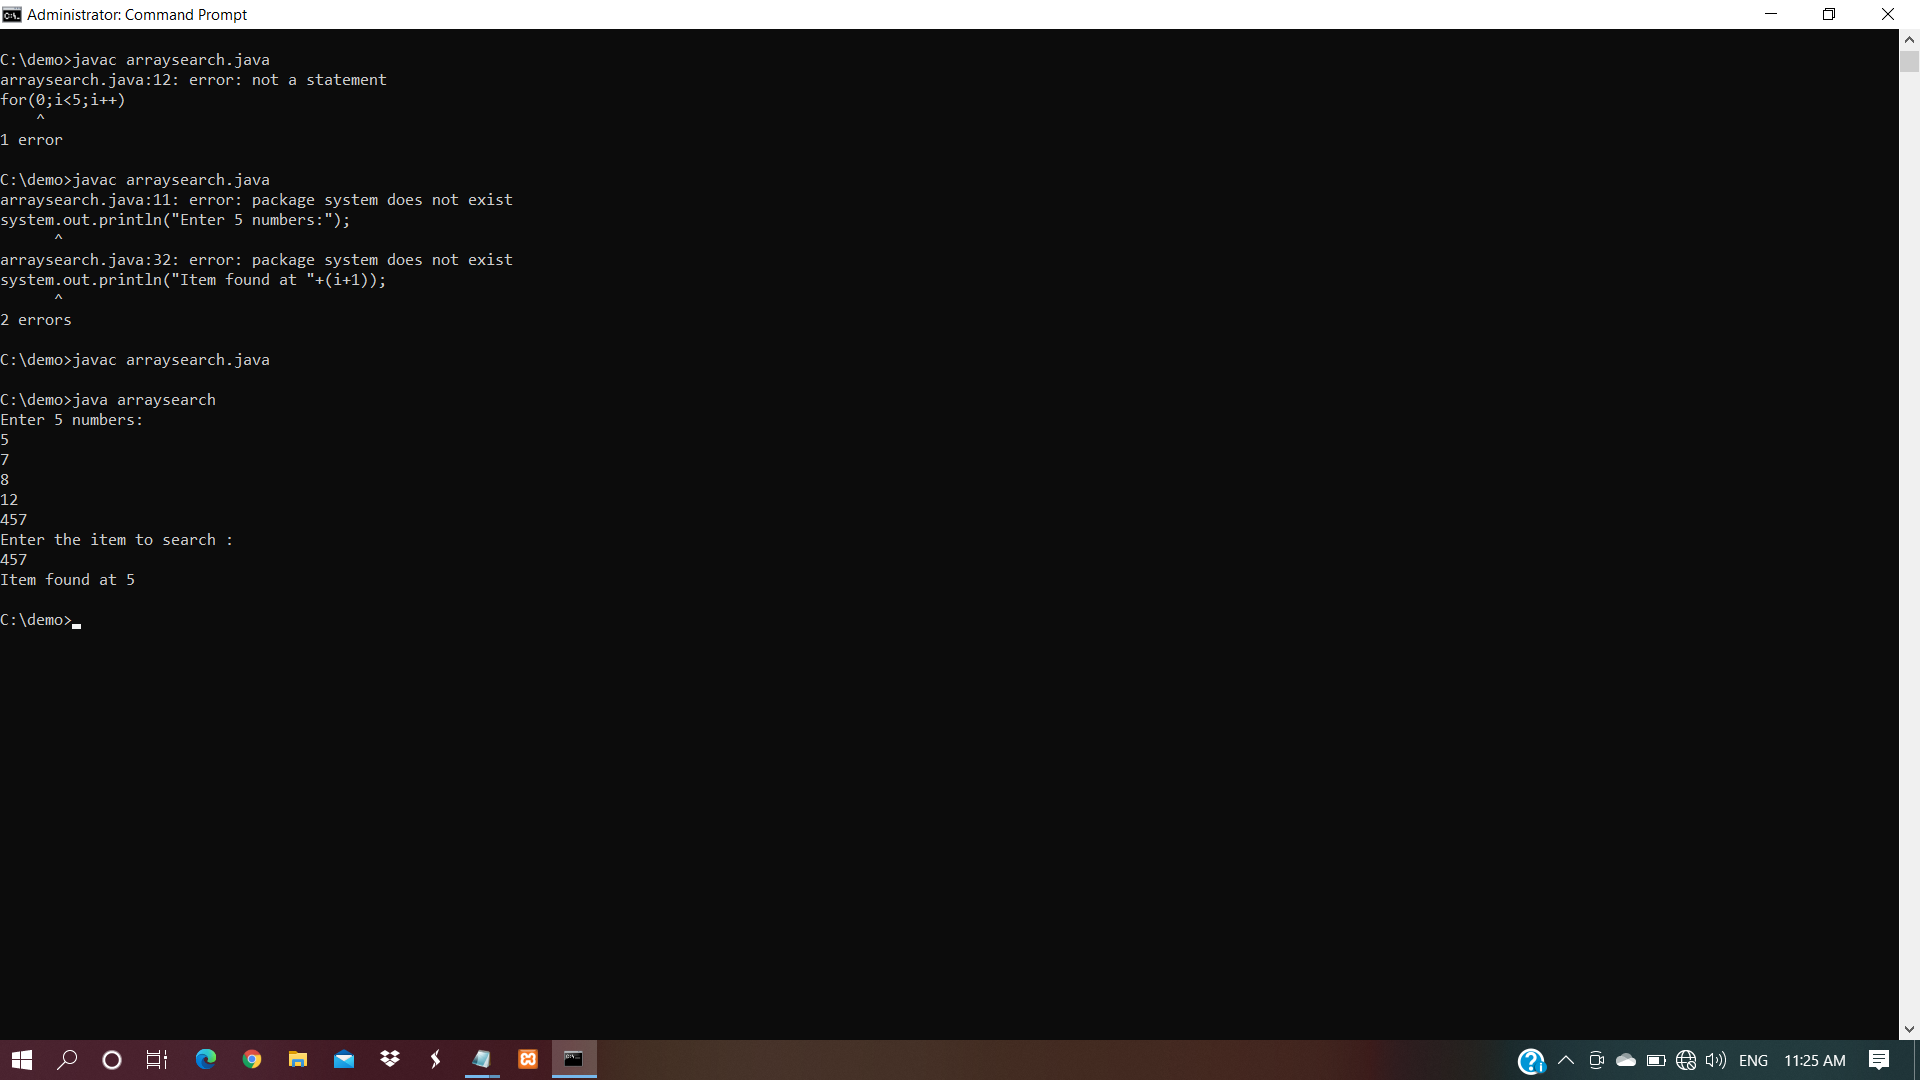 Administrator: Command Prompt
C:\demo>javac arraysearch.java
arraysearch.java:12: error: not a statement
for(0;i<5;i++)
    ^
1 error
C:\demo>javac arraysearch.java
arraysearch.java:11: error: package system does not exist
system.out.println("Enter 5 numbers:");
      ^
arraysearch.java:32: error: package system does not exist
system.out.println("Item found at "+(i+1));
      ^
2 errors
C:\demo>javac arraysearch.java
C:\demo>java arraysearch
Enter 5 numbers:
5
7
8
12
457
Enter the item to search :
457
Item found at 5
C:\demo>
ENG 11:25 AM